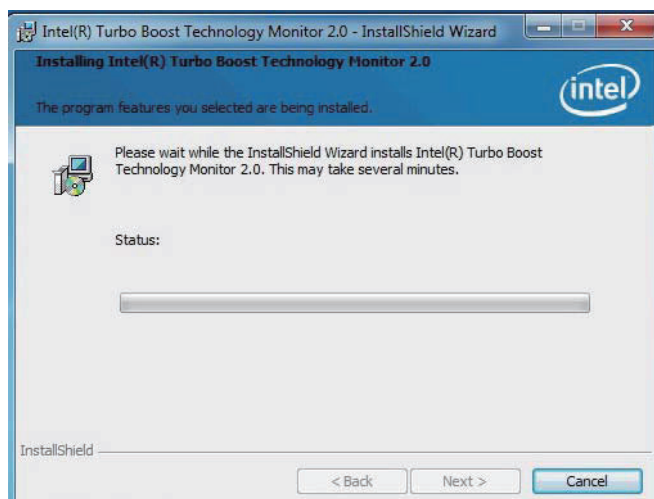 Intel(R) Turbo Boost Technology Monitor 2.0 - InstallShield Wizard
Installing Intel(R) Turbo Boost Technology Monitor 2.0
intel
The program features you selected are being installed.
Please wait while the InstallShield Wizard installs Intel(R) Turbo Boost
Technology Monitor 2.0. This may take several minutes.
Status:
InstallShield
< Back
Next >
Cancel